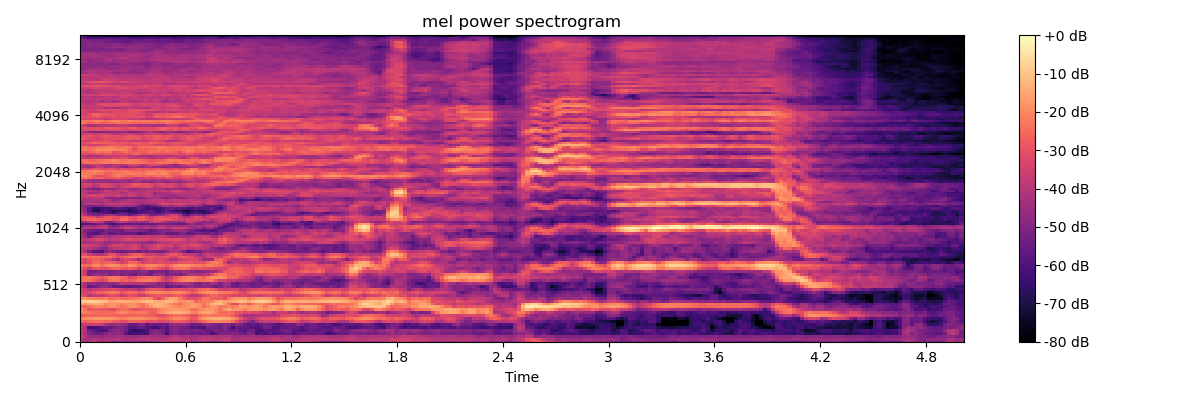 mel power spectrogram
8192
4096
2048
1024
512
0
Hz
0 0.6 1.2 1.8 2.4 3 3.6 4.2 4.8
Time
+0 dB
-10 dB
-20 dB
-30 dB
-40 dB
-50 dB
-60 dB
-70 dB
-80 dB